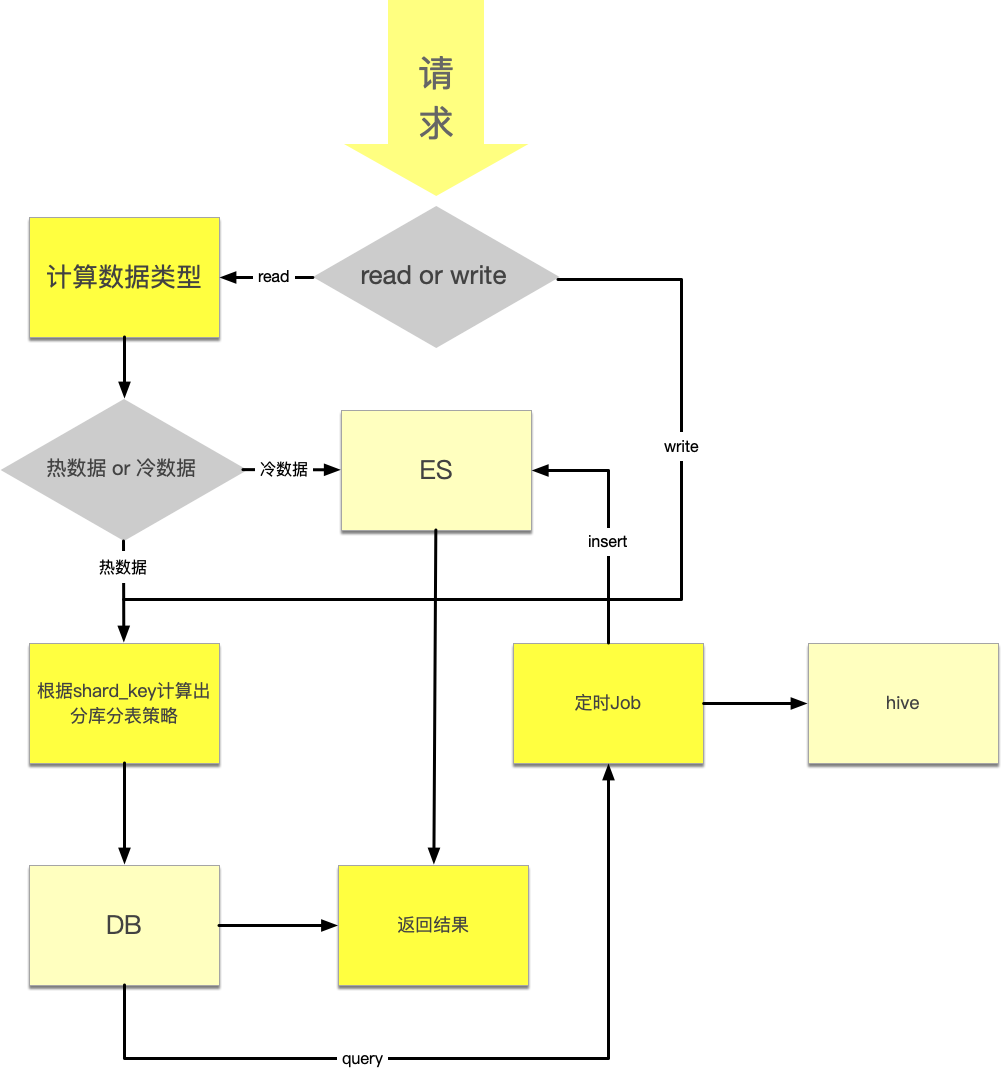 请
求
计算数据类型
read
read or write
write
热数据 or 冷数据
冷数据
ES
insert
热数据
根据shard_key计算出
分库分表策略
定时Job
hive
DB
返回结果
query